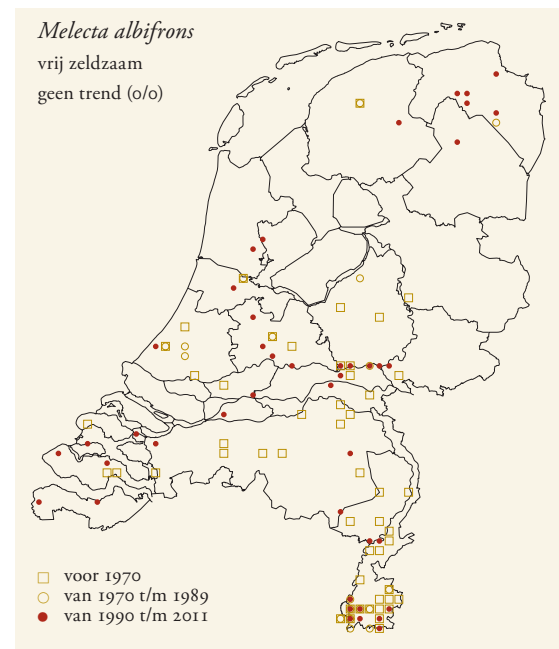 Melecta albifrons
vrij zeldzaam
geen trend (0/0)
voor 1970
van 1970 t/m 1989
van 1990 t/m 2011